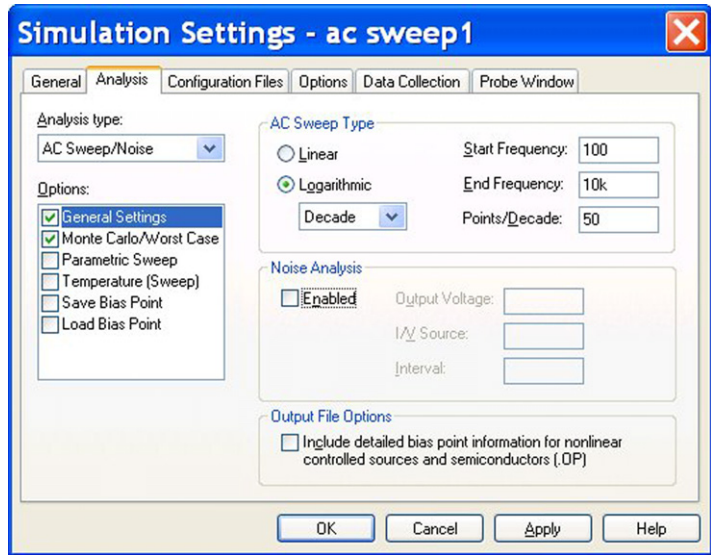 Simulation Settings - ac sweep1
General
Analysis
Configuration Files
Options
Data Collection
Probe Window
Analysis type:
AC Sweep/Noise
Options:
General Settings
Monte Carlo/Worst Case
Parametric Sweep
Temperature (Sweep)
Save Bias Point
Load Bias Point
AC Sweep Type
Linear
Logarithmic
Decade
Start Frequency: 100
End Frequency: 10k
Points/Decade: 50
Noise Analysis
Enabled
Output Voltage:
I/V Source:
Interval:
Output File Options
Include detailed bias point information for nonlinear
controlled sources and semiconductors (.OP)
OK
Cancel
Apply
Help